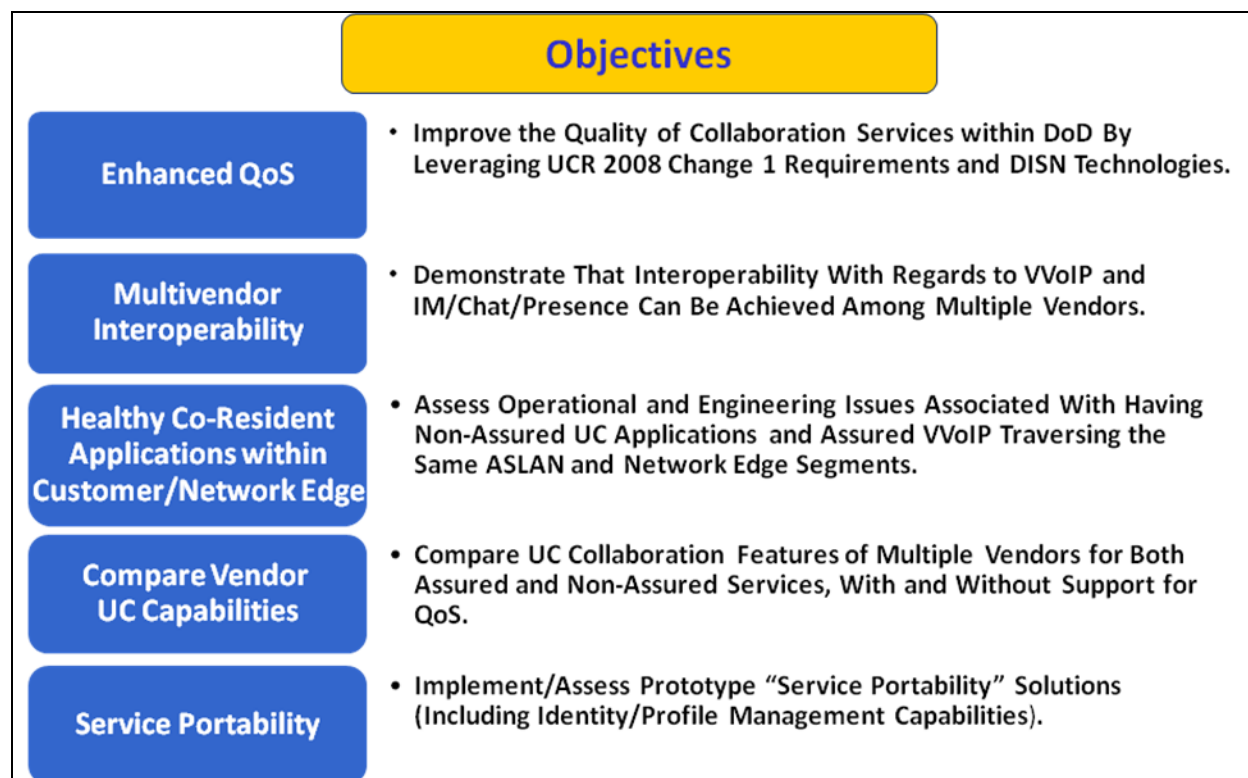 Objectives
Enhanced QoS
• Improve the Quality of Collaboration Services within DoD By
Leveraging UCR 2008 Change 1 Requirements and DISN Technologies.
Multivendor
Interoperability
• Demonstrate That Interoperability With Regards to VVoIP and
IM/Chat/Presence Can Be Achieved Among Multiple Vendors.
Healthy Co-Resident
Applications within
Customer/Network Edge
• Assess Operational and Engineering Issues Associated With Having
Non-Assured UC Applications and Assured VVoIP Traversing the
Same ASLAN and Network Edge Segments.
Compare Vendor
UC Capabilities
• Compare UC Collaboration Features of Multiple Vendors for Both
Assured and Non-Assured Services, With and Without Support for
QoS.
Service Portability
• Implement/Assess Prototype “Service Portability” Solutions
(Including Identity/Profile Management Capabilities).